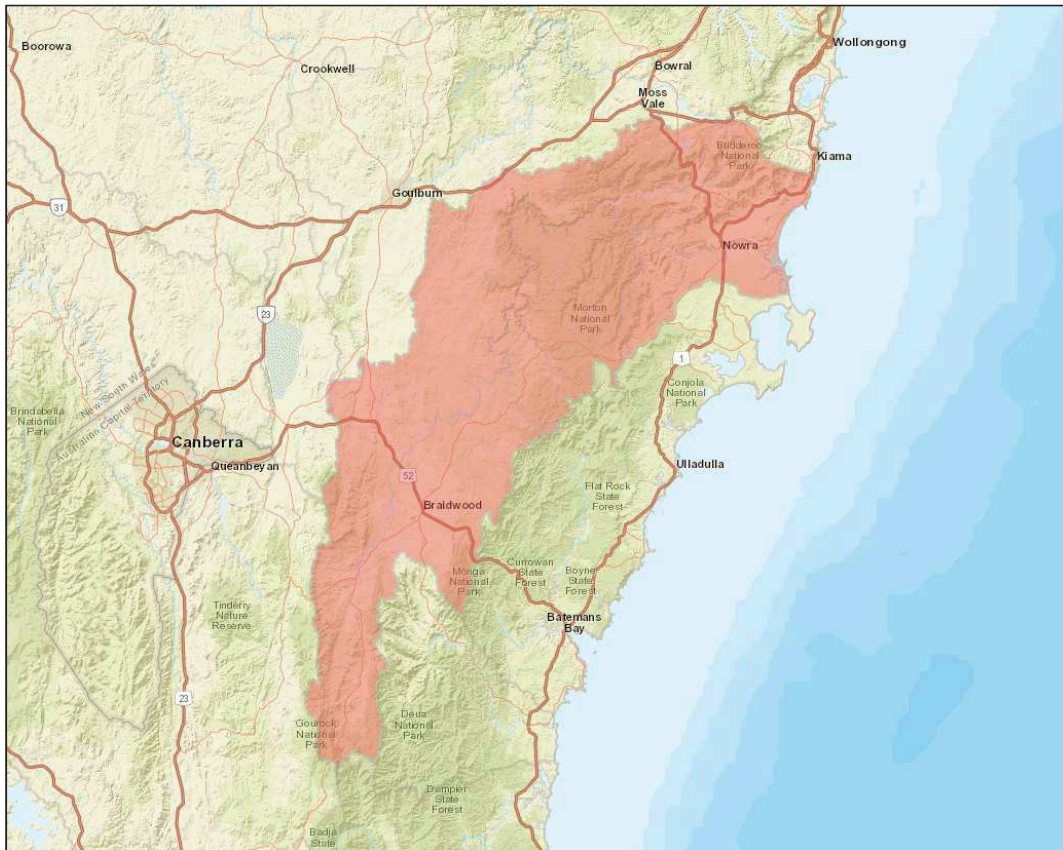 Boorowa
Crookwell
Wollongong
Bowral
Moss
Vale
Budderoo
National
Park
Kiama
Goulburn
31
Nowra
23
Morton
National
Park
1
New South Wales
Australian Capital Territory
Brindabella
National
Park
Conjola
National
Park
Canberra
Queanbeyan
Ulladulla
52
Braidwood
Flat Rock
State
Forest
Monga
National
Park
Currowan
State
Forest
Boyne
State
Forest
Tinderry
Nature
Reserve
Batemans
Bay
23
Gourock
National
Park
Deua
National
Park
Dampier
State
Forest
Badja
State